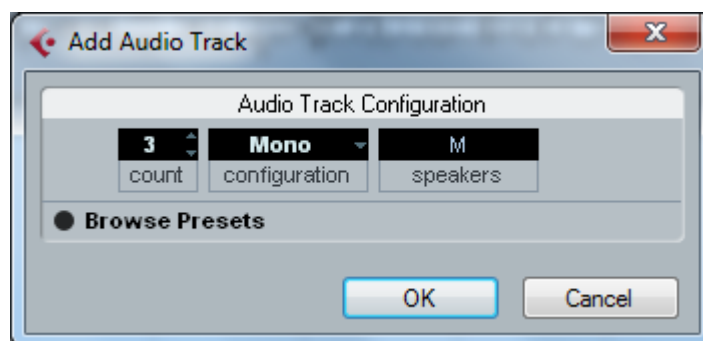 Add Audio Track
Audio Track Configuration
3 Mono M
count configuration speakers
Browse Presets
OK Cancel